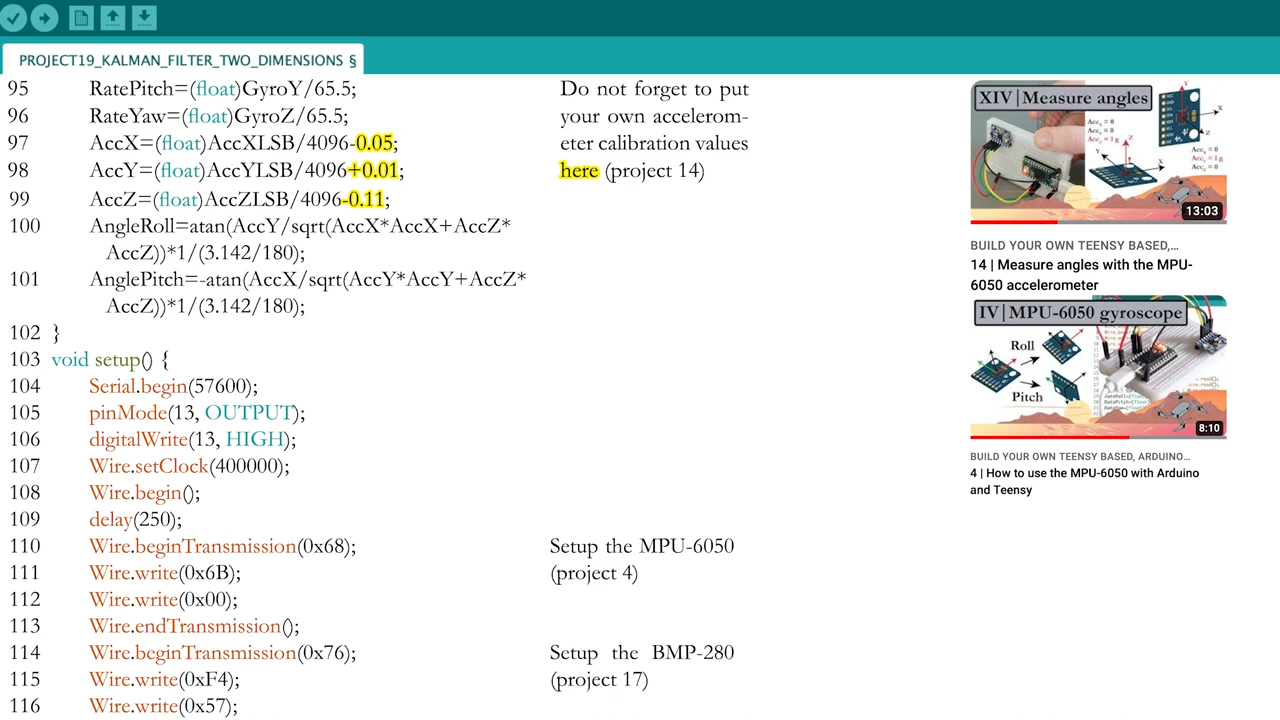 PROJECT19_KALMAN_FILTER_TWO_DIMENSIONS §
95 RatePitch=(float)GyroY/65.5;
96 RateYaw=(float)GyroZ/65.5;
97 AccX=(float)AccXLSB/4096-0.05;
98 AccY=(float)AccYLSB/4096+0.01;
99 AccZ=(float)AccZLSB/4096-0.11;
100 AngleRoll=atan(AccY/sqrt(AccX*AccX+AccZ*
AccZ))*1/(3.142/180);
101 AnglePitch=-atan(AccX/sqrt(AccY*AccY+AccZ*
AccZ))*1/(3.142/180);
102 }
103 void setup() {
104 Serial.begin(57600);
105 pinMode(13, OUTPUT);
106 digitalWrite(13, HIGH);
107 Wire.setClock(400000);
108 Wire.begin();
109 delay(250);
110 Wire.beginTransmission(0x68);
111 Wire.write(0x6B);
112 Wire.write(0x00);
113 Wire.endTransmission();
114 Wire.beginTransmission(0x76);
115 Wire.write(0xF4);
116 Wire.write(0x57);
Do not forget to put
your own accelerom-
eter calibration values
here (project 14)
Setup the MPU-6050
(project 4)
Setup the BMP-280
(project 17)
XIV|Measure angles
13:03
BUILD YOUR OWN TEENSY BASED,...
14 | Measure angles with the MPU-
6050 accelerometer
IV|MPU-6050 gyroscope
Roll
Pitch
8:10
BUILD YOUR OWN TEENSY BASED, ARDUINO...
4 | How to use the MPU-6050 with Arduino
and Teensy